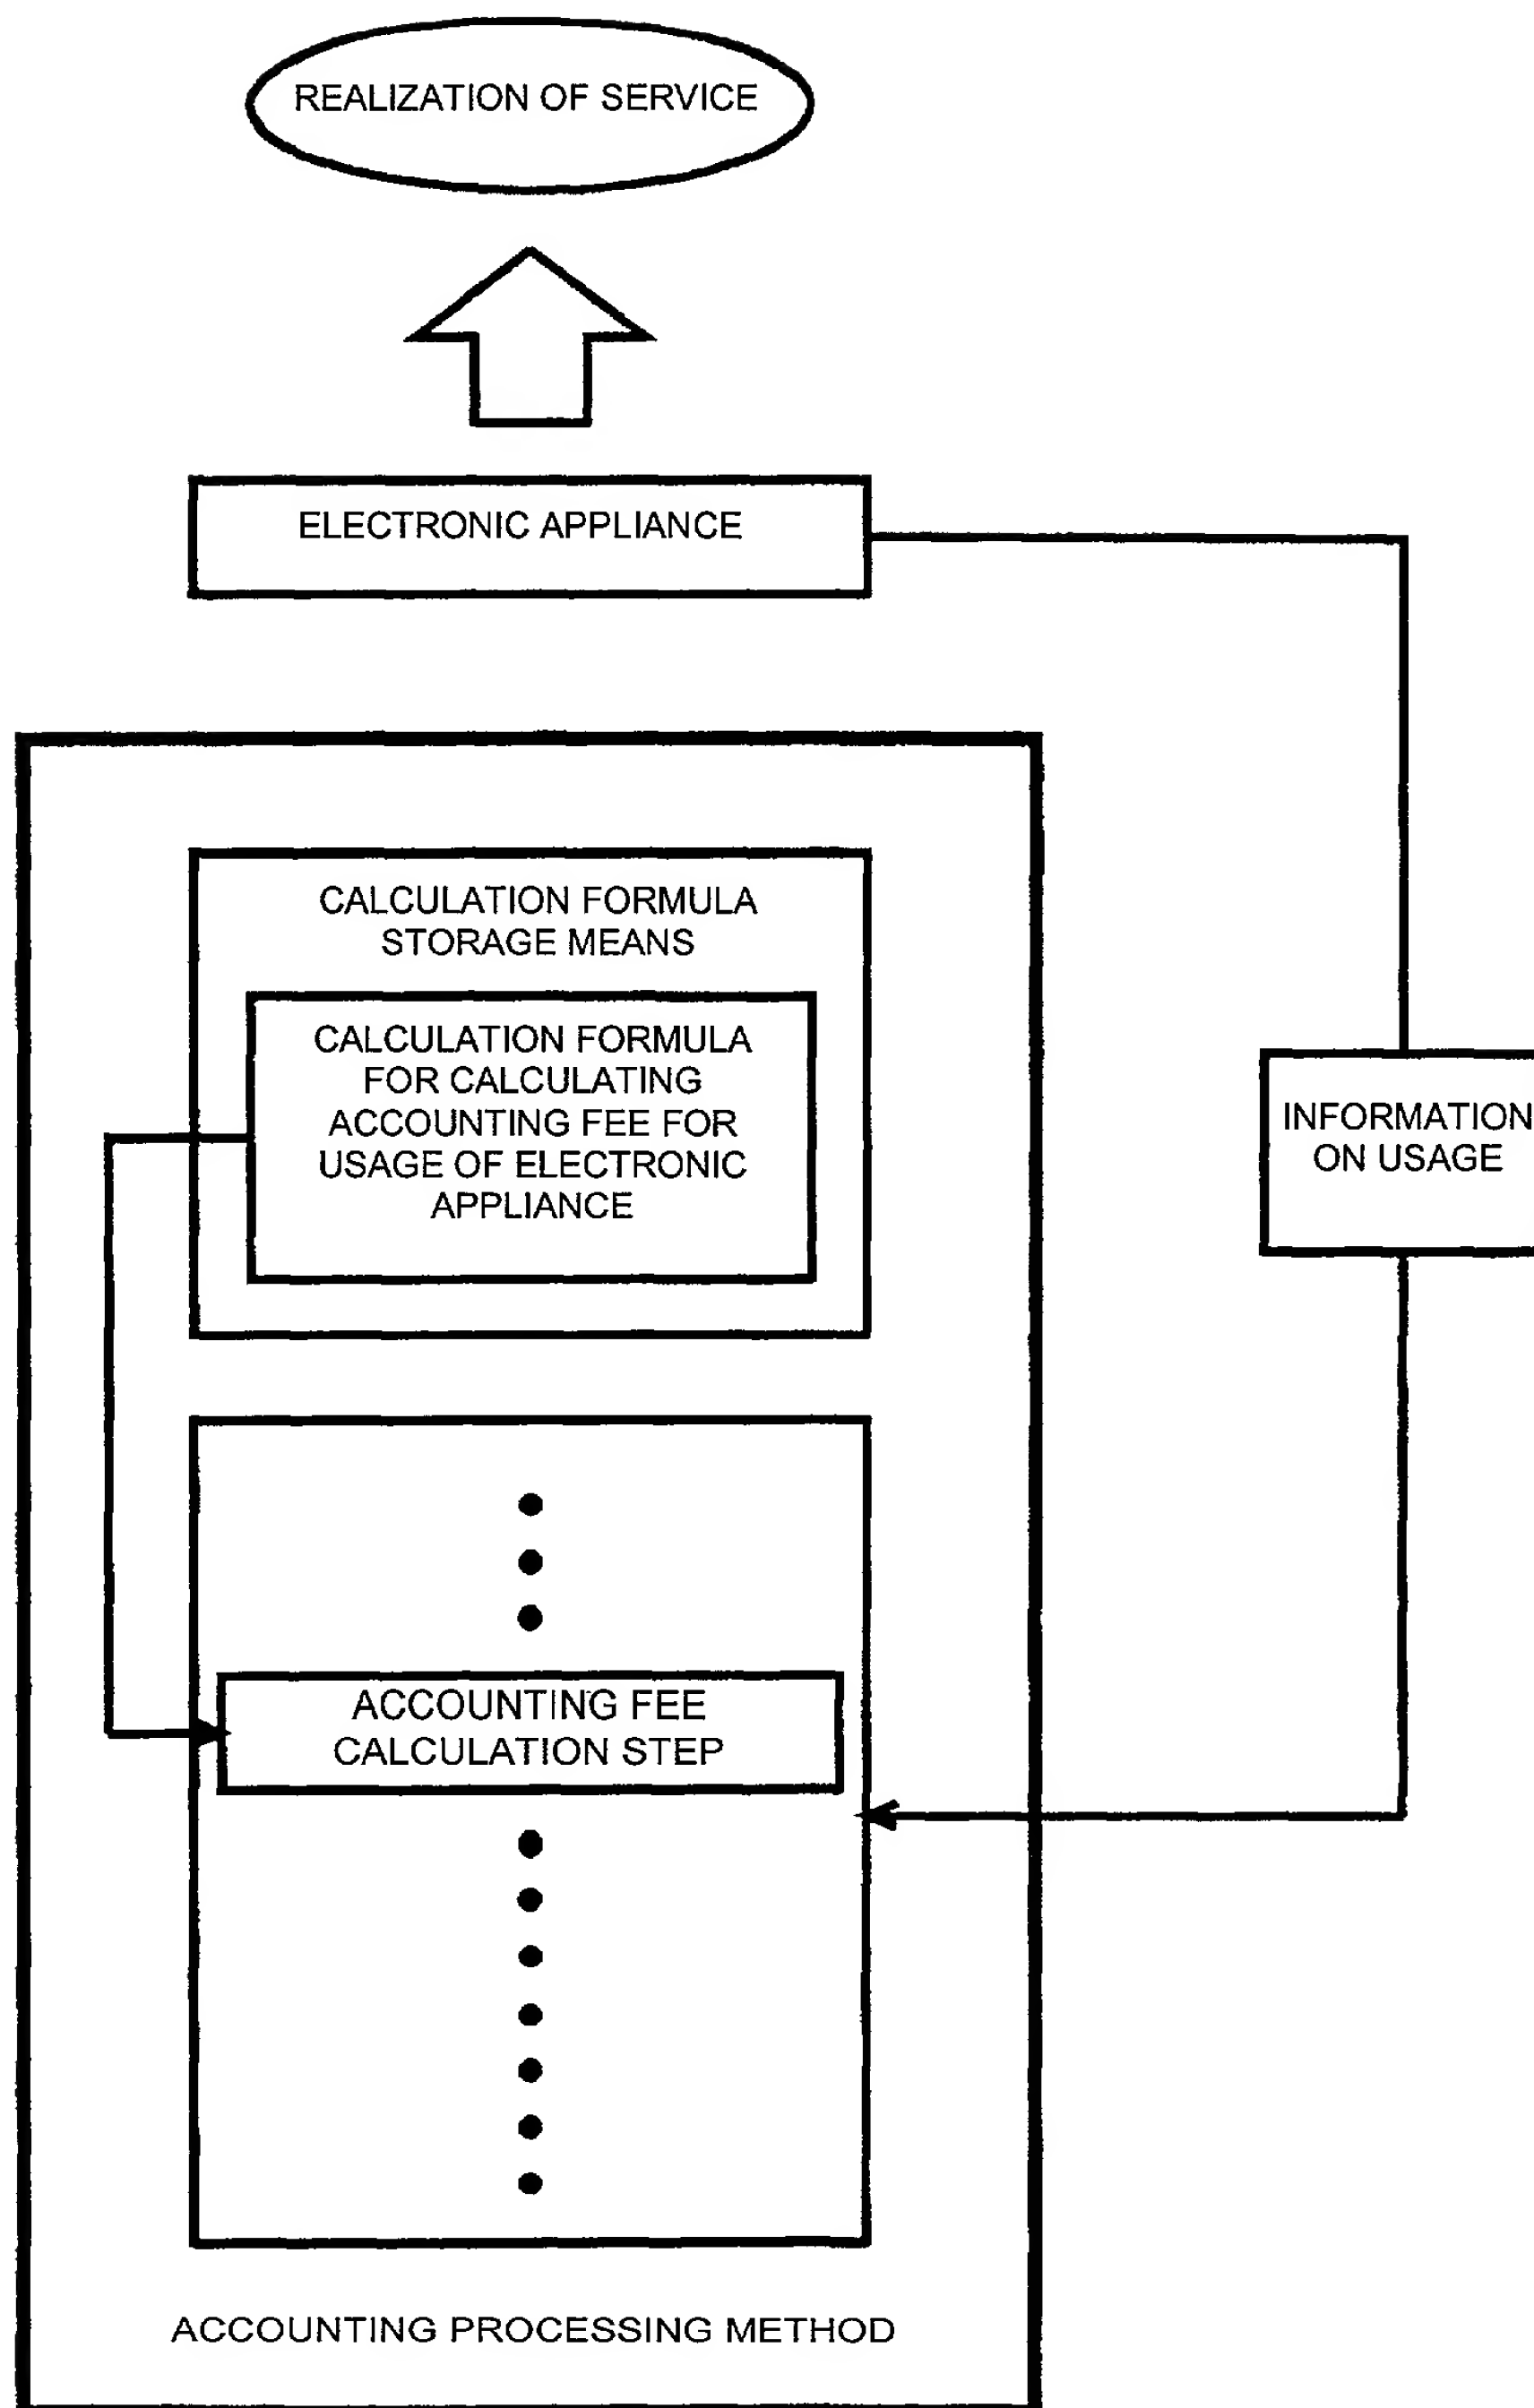 REALIZATION OF SERVICE
ELECTRONIC APPLIANCE
CALCULATION FORMULA
STORAGE MEANS
CALCULATION FORMULA
FOR CALCULATING
ACCOUNTING FEE FOR
USAGE OF ELECTRONIC
APPLIANCE
INFORMATION
ON USAGE
ACCOUNTING FEE
CALCULATION STEP
ACCOUNTING PROCESSING METHOD